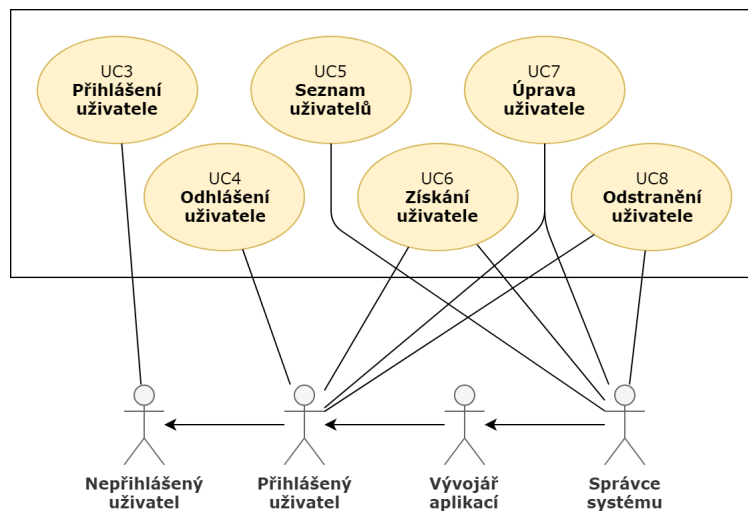 UC3
Přihlášení
uživatele
UC5
Seznam
uživatelů
UC7
Úprava
uživatele
UC4
Odhlášení
uživatele
UC6
Získání
uživatele
UC8
Odstranění
uživatele
Nepřihlášený
uživatel
Přihlášený
uživatel
Vývojář
aplikací
Správce
systému